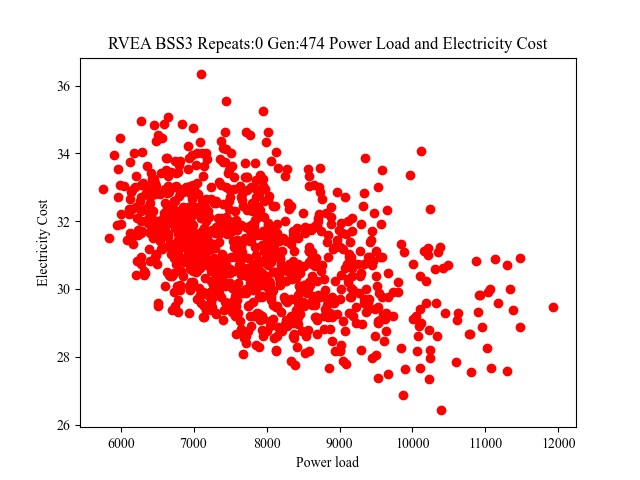 RVEA BSS3 Repeats:0 Gen:474 Power Load and Electricity Cost
36
34
32
30
28
26
Electricity Cost
6000 7000 8000 9000 10000 11000 12000
Power load